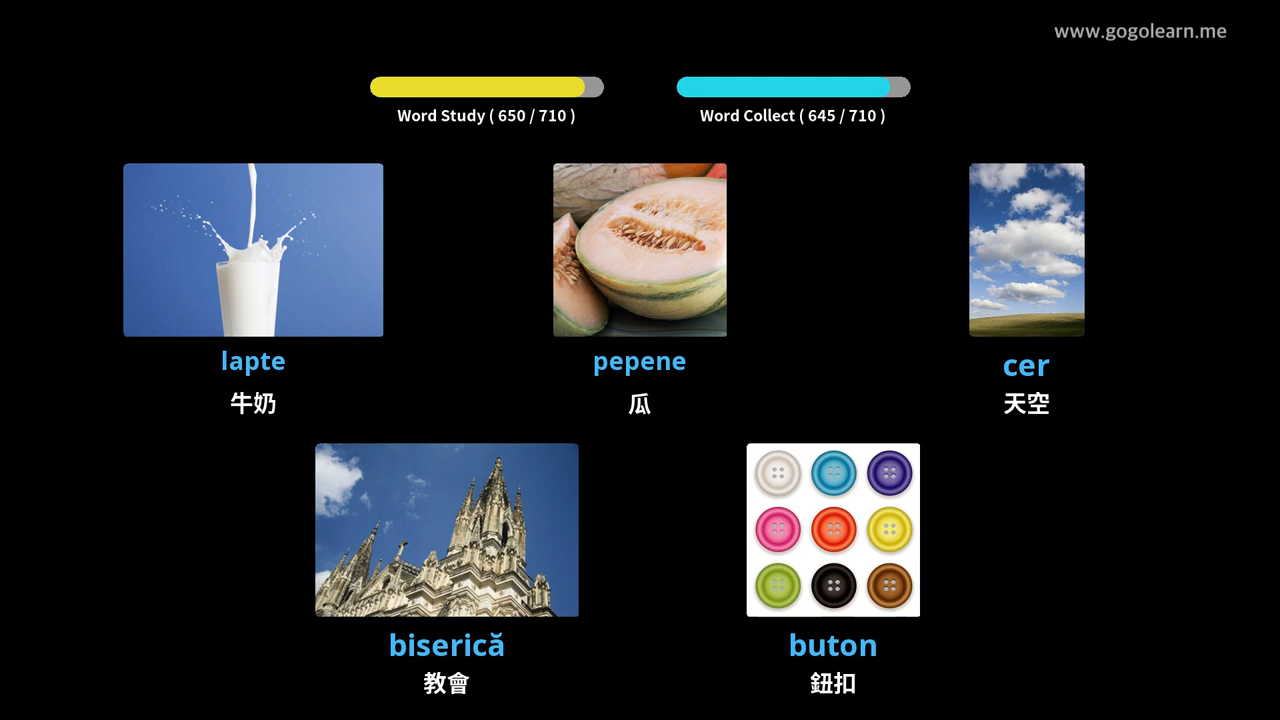 www.gogolearn.me
Word Study ( 650 / 710 )
Word Collect ( 645 / 710 )
lapte
牛奶
pepene
瓜
cer
天空
biserică
教會
buton
鈕扣